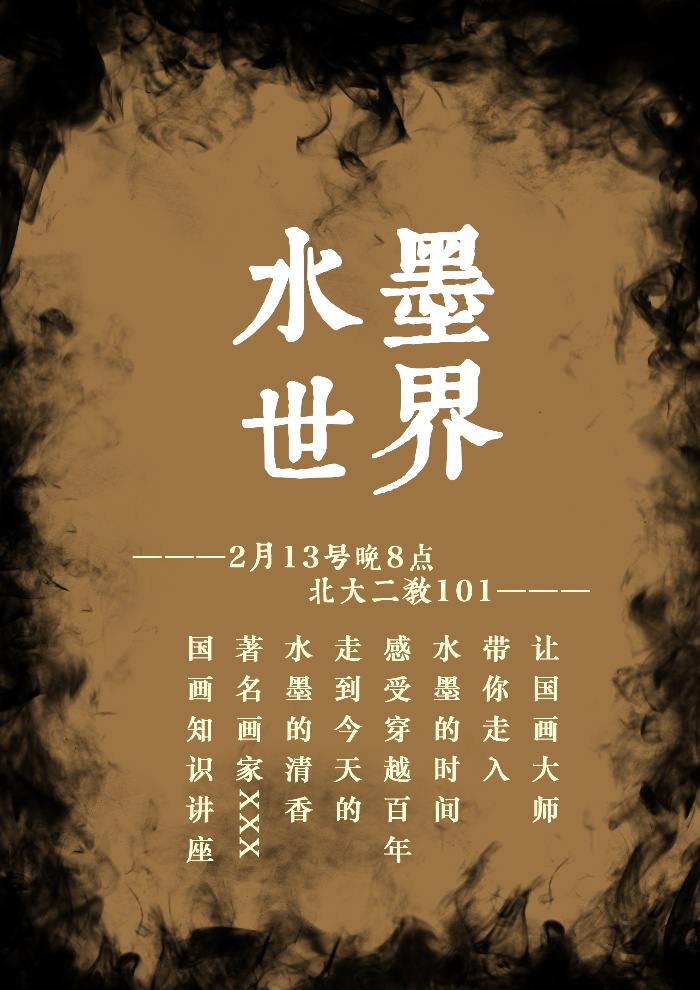 水墨
世界
———2月13号晚8点
北大二教101———
让国画大师
带你走入
水墨的时间
感受穿越百年
走到今天的
水墨的清香
著名画家XXX
国画知识讲座